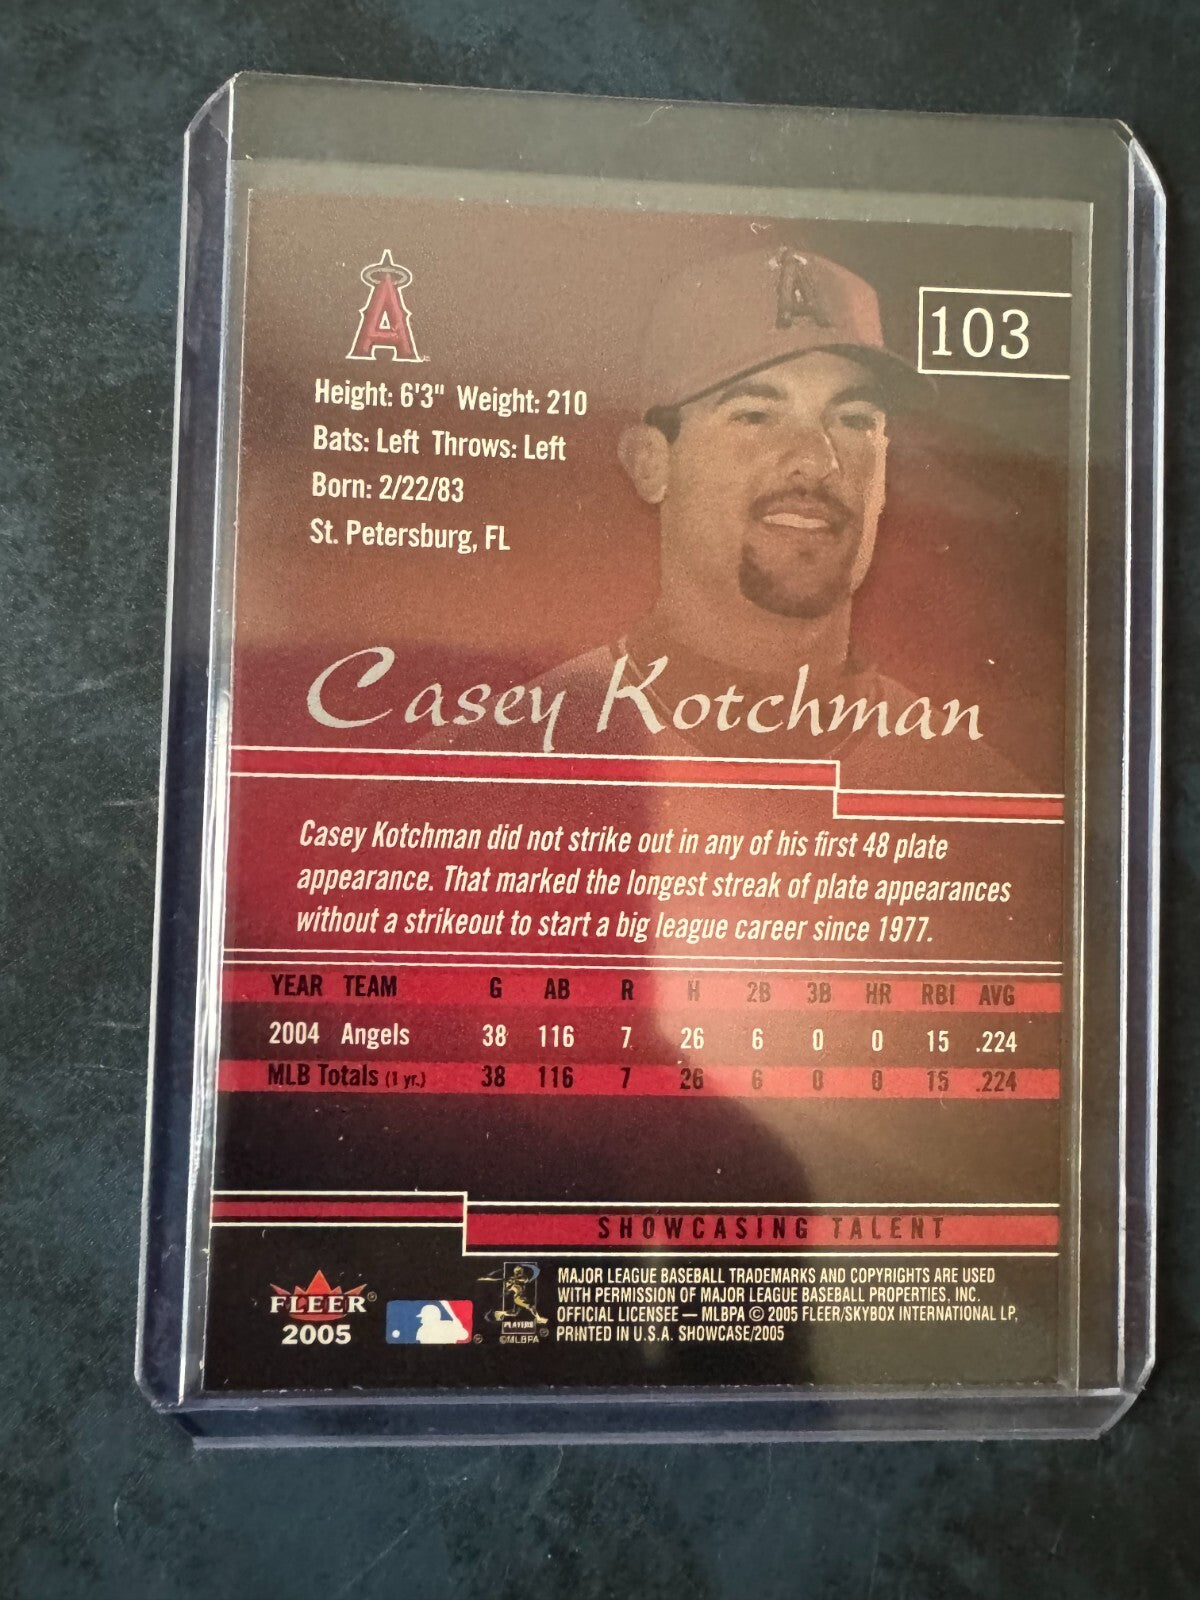 A
A
103
Height: 6'3" Weight: 210
Bats: Left Throws: Left
Born: 2/22/83
St. Petersburg, FL
Casey Kotchman
Casey Kotchman did not strike out in any of his first 48 plate
appearance. That marked the longest streak of plate appearances
without a strikeout to start a big league career since 1977.
YEAR TEAM G AB R H 2B 3B HR RBI AVG
2004 Angels 38 116 7 26 6 0 0 15 .224
MLB Totals (1 yr.) 38 116 7 26 6 0 0 15 .224
SHOWCASING TALENT
FLEER®
2005
PLAYERS
©MLBPA
MAJOR LEAGUE BASEBALL TRADEMARKS AND COPYRIGHTS ARE USED
WITH PERMISSION OF MAJOR LEAGUE BASEBALL PROPERTIES, INC.
OFFICIAL LICENSEE — MLBPA © 2005 FLEER/SKYBOX INTERNATIONAL LP,
PRINTED IN U.S.A. SHOWCASE/2005